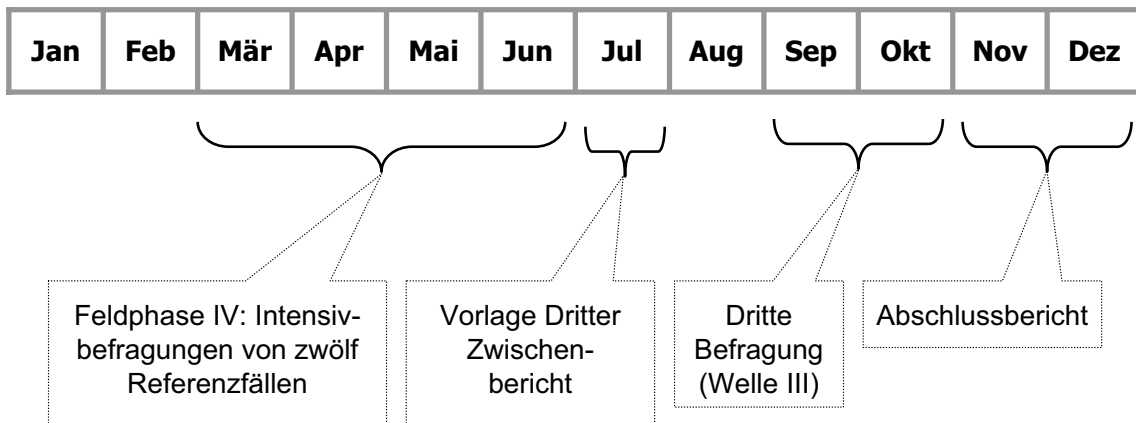 Jan Feb Mär Apr Mai Jun Jul Aug Sep Okt Nov Dez
Feldphase IV: Intensiv-
befragungen von zwölf
Referenzfällen
Vorlage Dritter
Zwischen-
bericht
Dritte
Befragung
(Welle III)
Abschlussbericht